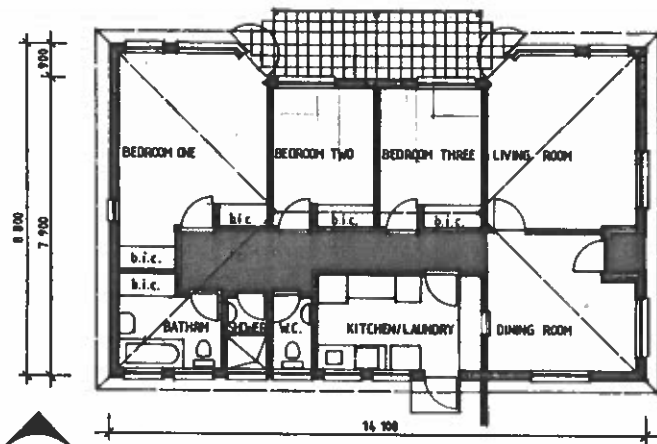 900
8 800
7 900
BEDROOM ONE
BEDROOM TWO
BEDROOM THREE
LIVING ROOM
b.i.c.
b.i.c.
b.i.c.
b.i.c.
b.i.c.
BATHRM
SHOWER
W.C.
KITCHEN/LAUNDRY
DINING ROOM
14 100